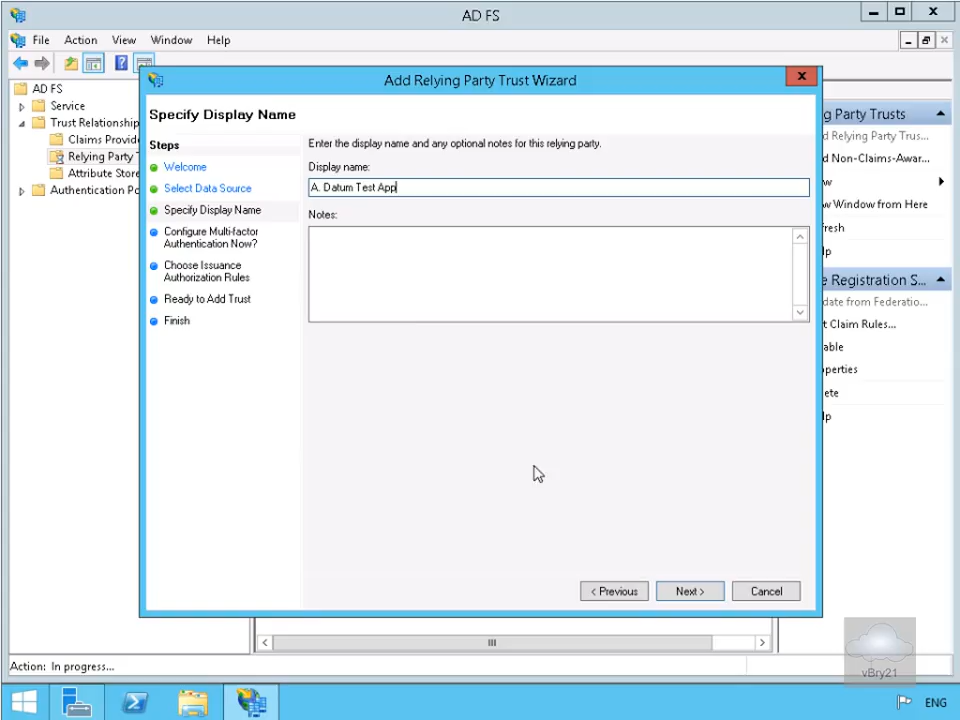 AD FS
File Action View Window Help
Add Relying Party Trust Wizard
AD FS
Service
Trust Relationship
Claims Provid
Relying Party T
Attribute Store
Authentication Po
Specify Display Name
Steps
Welcome
Select Data Source
Specify Display Name
Configure Multi-factor
Authentication Now?
Choose Issuance
Authorization Rules
Ready to Add Trust
Finish
Enter the display name and any optional notes for this relying party.
Display name:
A. Datum Test App
Notes:
< Previous
Next >
Cancel
g Party Trusts
d Relying Party Trus...
d Non-Claims-Awar...
w
w Window from Here
resh
lp
e Registration S...
date from Federatio...
t Claim Rules...
able
perties
ete
lp
Action: In progress...
vBry21
ENG